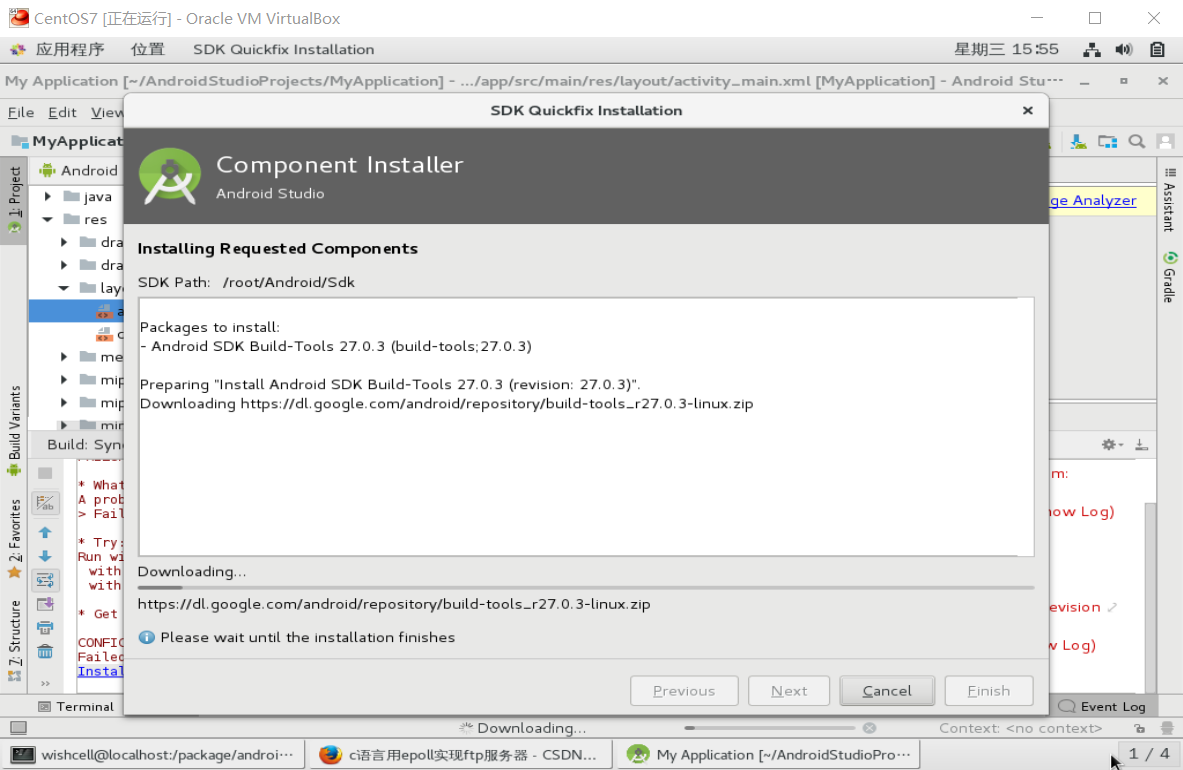 CentOS7 [正在运行] - Oracle VM VirtualBox
应用程序 位置 SDK Quickfix Installation 星期三 15:55
My Application [~/AndroidStudioProjects/MyApplication] - .../app/src/main/res/layout/activity_main.xml [MyApplication] - Android Stu···
File Edit View
SDK Quickfix Installation
MyApplicat
Component Installer
Android Studio
1: Project
Android
java
res
dra
dra
lay
a
c
me
mip
mip
mip
ge Analyzer
Assistant
Gradle
Installing Requested Components
SDK Path: /root/Android/Sdk
Packages to install:
- Android SDK Build-Tools 27.0.3 (build-tools;27.0.3)
Preparing "Install Android SDK Build-Tools 27.0.3 (revision: 27.0.3)".
Downloading https://dl.google.com/android/repository/build-tools_r27.0.3-linux.zip
Build Variants
2: Favorites
7: Structure
Build: Sync
* What
A prob
> Fail
* Try:
Run wi
with
with
* Get
CONFIG
Failed
Instal
m:
now Log)
evision
w Log)
Downloading...
https://dl.google.com/android/repository/build-tools_r27.0.3-linux.zip
Please wait until the installation finishes
Previous Next Cancel Finish
Terminal
Event Log
Downloading...
Context: <no context>
wishcell@localhost:/package/androi···
c语言用epoll实现ftp服务器 - CSDN...
My Application [~/AndroidStudioPro···
1 / 4